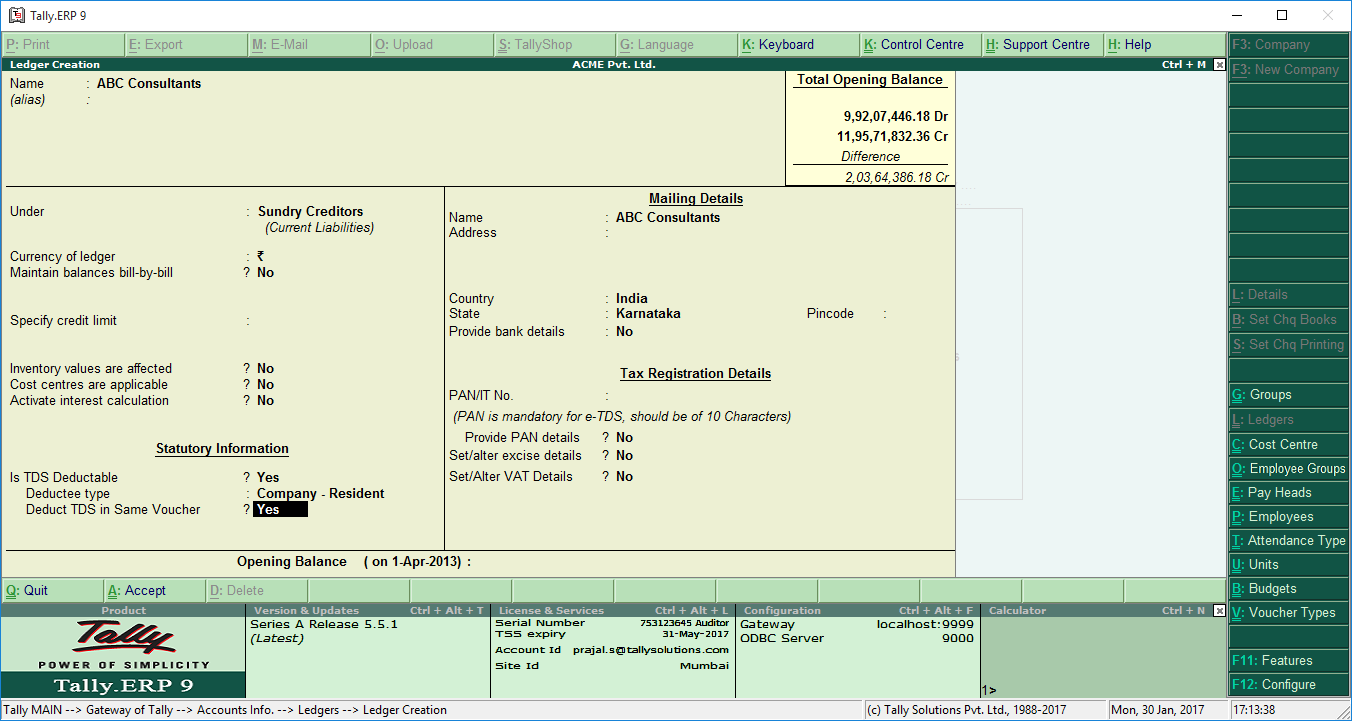 Tally.ERP 9
P: Print E: Export M: E-Mail O: Upload S: TallyShop G: Language K: Keyboard K: Control Centre H: Support Centre H: Help
Ledger Creation ACME Pvt. Ltd. Ctrl + M
Name : ABC Consultants
(alias) :
Total Opening Balance
9,92,07,446.18 Dr
11,95,71,832.36 Cr
Difference
2,03,64,386.18 Cr
Under : Sundry Creditors
(Current Liabilities)
Currency of ledger : ₹
Maintain balances bill-by-bill ? No
Specify credit limit :
Inventory values are affected ? No
Cost centres are applicable ? No
Activate interest calculation ? No
Statutory Information
Is TDS Deductable ? Yes
Deductee type : Company - Resident
Deduct TDS in Same Voucher ? Yes
Mailing Details
Name : ABC Consultants
Address :
Country : India
State : Karnataka Pincode :
Provide bank details : No
Tax Registration Details
PAN/IT No. :
(PAN is mandatory for e-TDS, should be of 10 Characters)
Provide PAN details ? No
Set/alter excise details ? No
Set/Alter VAT Details ? No
Opening Balance ( on 1-Apr-2013) :
F3: Company
F3: New Company
L: Details
B: Set Chq Books
S: Set Chq Printing
G: Groups
L: Ledgers
C: Cost Centre
O: Employee Groups
E: Pay Heads
P: Employees
T: Attendance Type
U: Units
B: Budgets
V: Voucher Types
F11: Features
F12: Configure
Q: Quit A: Accept D: Delete
Product
Tally
POWER OF SIMPLICITY
Tally.ERP 9
Version & Updates Ctrl + Alt + T
Series A Release 5.5.1
(Latest)
License & Services Ctrl + Alt + L
Serial Number 753123645 Auditor
TSS expiry 31-May-2017
Account Id prajal.s@tallysolutions.com
Site Id Mumbai
Configuration Ctrl + Alt + F
Gateway localhost:9999
ODBC Server 9000
Calculator Ctrl + N
1>
Tally MAIN --> Gateway of Tally --> Accounts Info. --> Ledgers --> Ledger Creation (c) Tally Solutions Pvt. Ltd., 1988-2017 Mon, 30 Jan, 2017 17:13:38